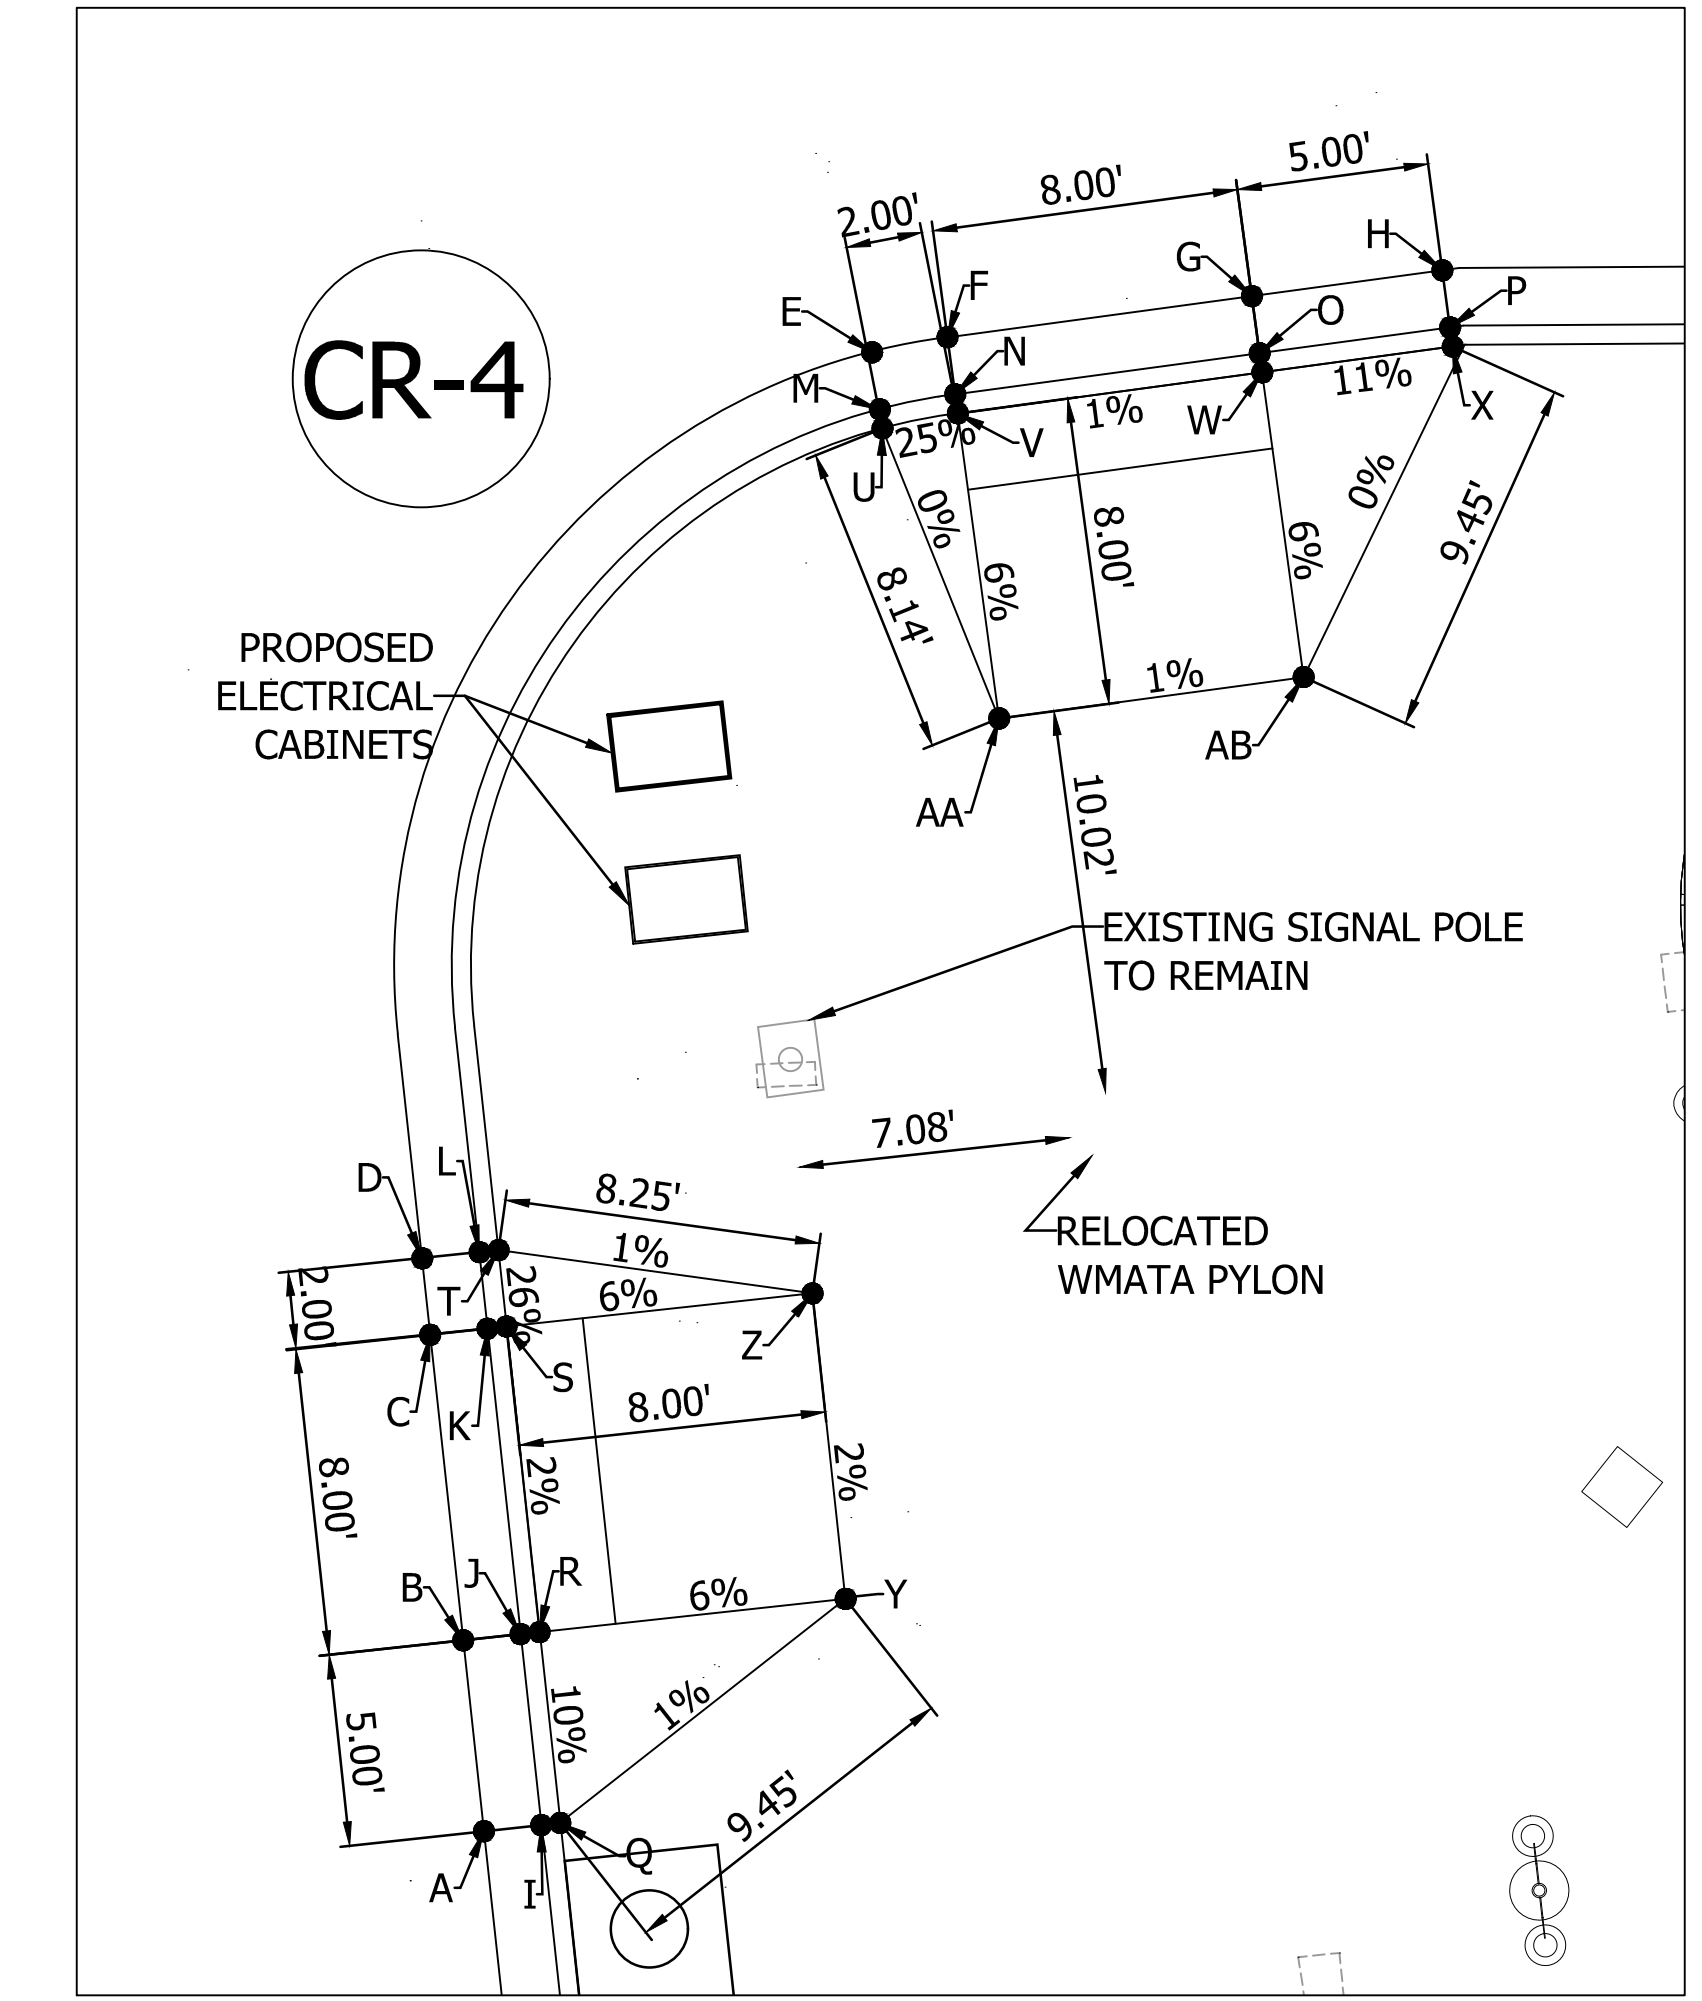 5.00'
8.00'
2.00'
H
G
F
P
E
O
N
CR-4
M
11%
1%
X
W
25%
V
U
0%
0%
9.45'
8.00'
6%
6%
8.14'
PROPOSED
ELECTRICAL
CABINETS
1%
AB
AA
10.02'
EXISTING SIGNAL POLE
TO REMAIN
7.08'
L
D
8.25'
RELOCATED
WMATA PYLON
1%
2.00'
T
26%
6%
Z
S
C
K
8.00'
2%
2%
8.00'
J
R
B
6%
Y
1%
10%
5.00'
9.45'
Q
A
I